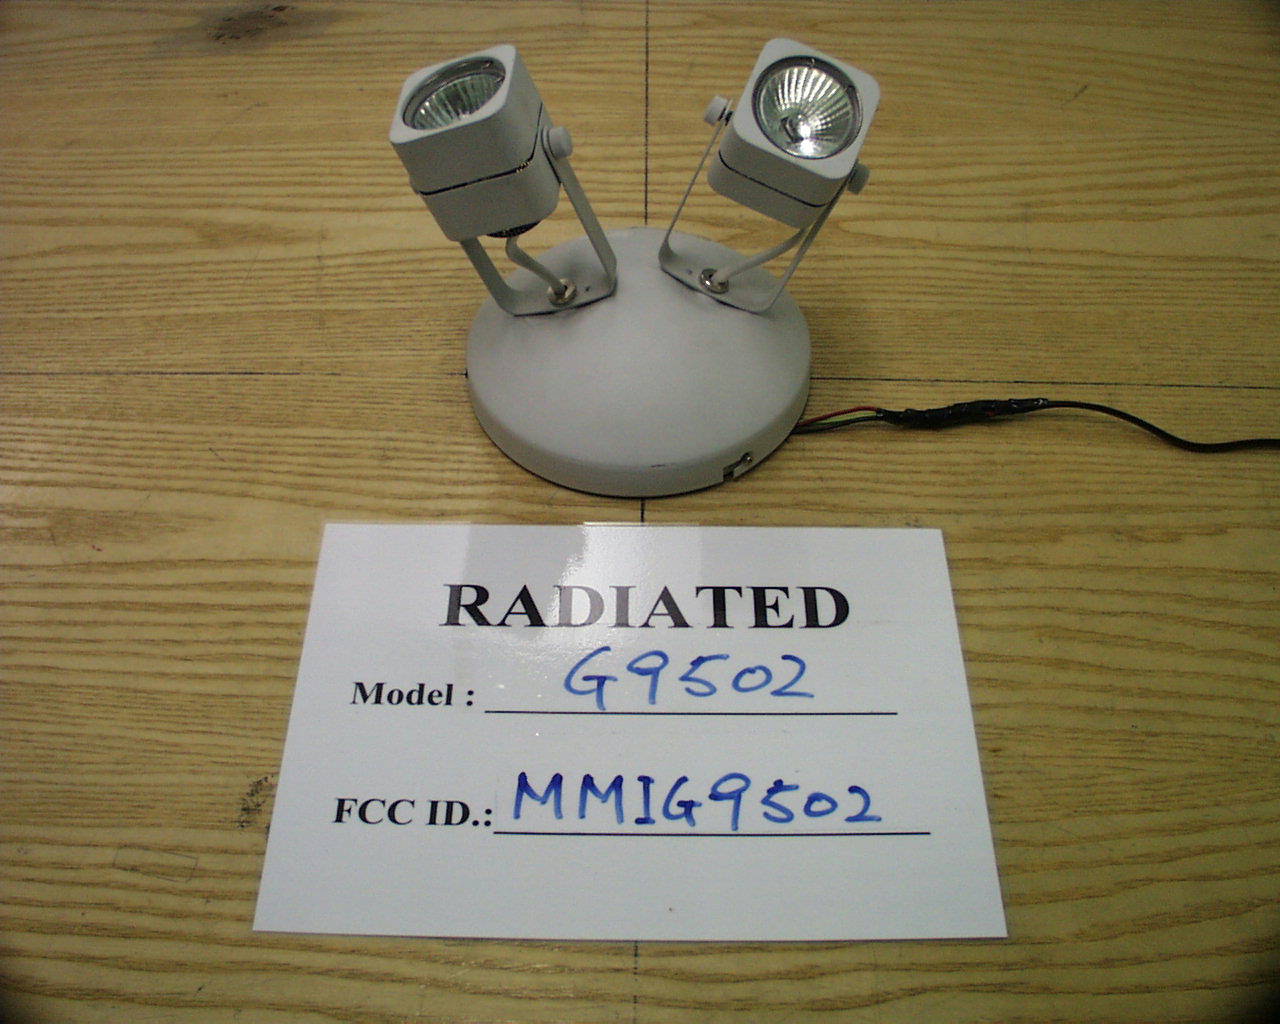 RADIATED
Model : G9502
FCC ID.: MMIG9502